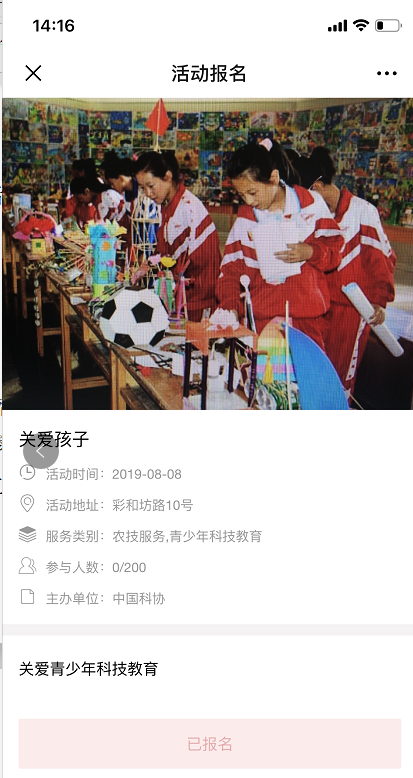 14:16
活动报名
关爱孩子
活动时间：2019-08-08
活动地址：彩和坊路10号
服务类别：农技服务,青少年科技教育
参与人数：0/200
主办单位：中国科协
关爱青少年科技教育
已报名